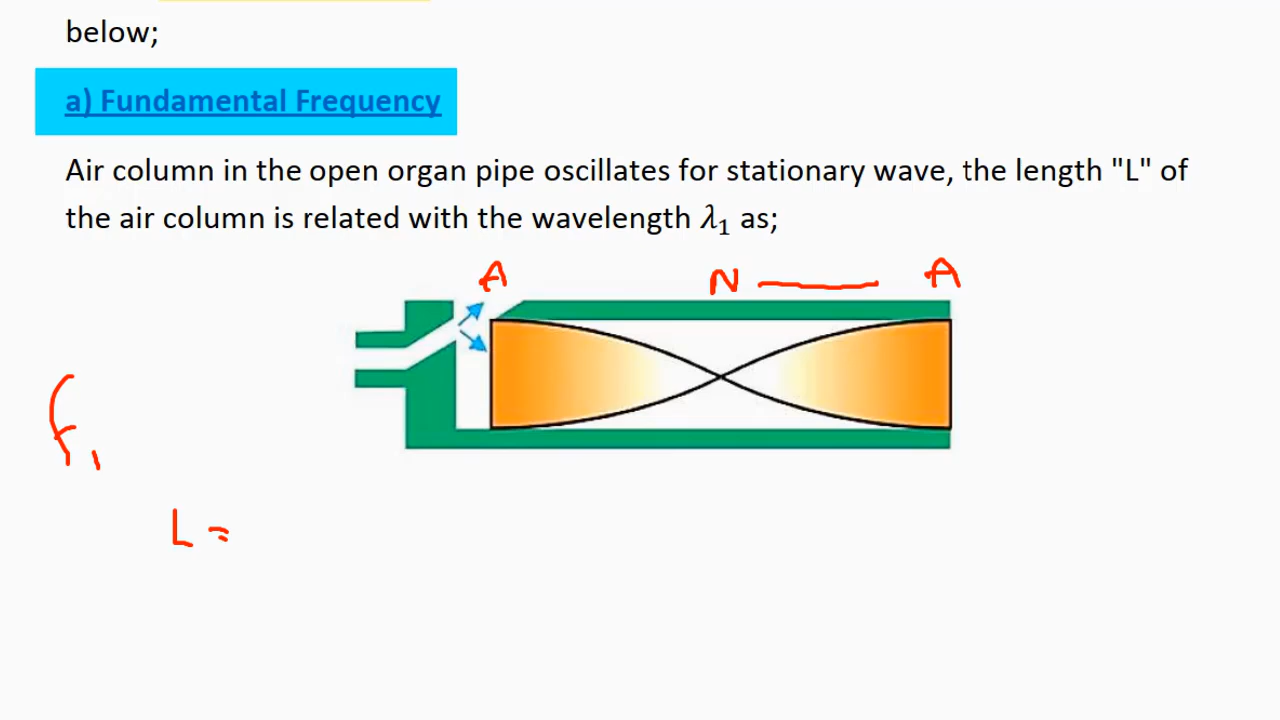 below;
a) Fundamental Frequency
Air column in the open organ pipe oscillates for stationary wave, the length "L" of
the air column is related with the wavelength λ₁ as;
A N A
f₁
L =